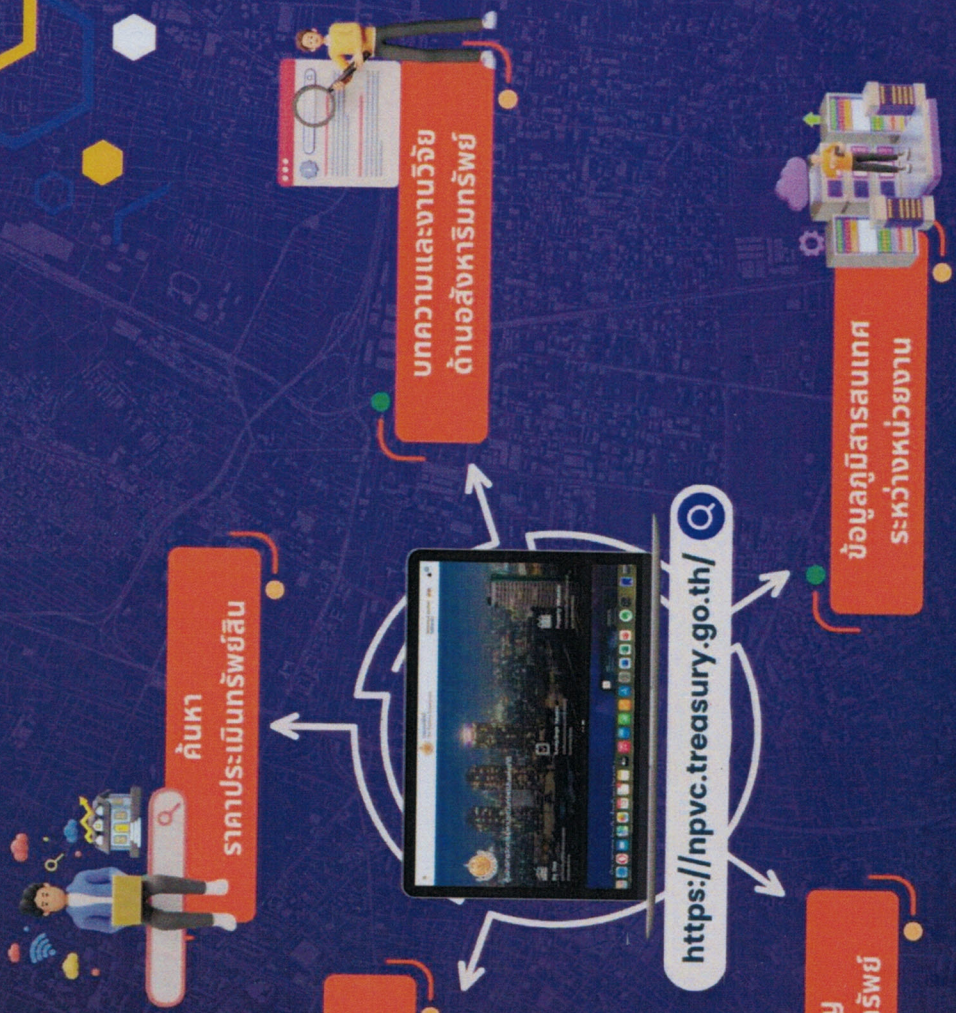 ค้นหา
ราคาประเมินทรัพย์สิน
บทความและงานวิจัย
ด้านอสังหาริมทรัพย์
https://npvc.treasury.go.th/
ข้อมูลภูมิสารสนเทศ
ระหว่างหน่วยงาน